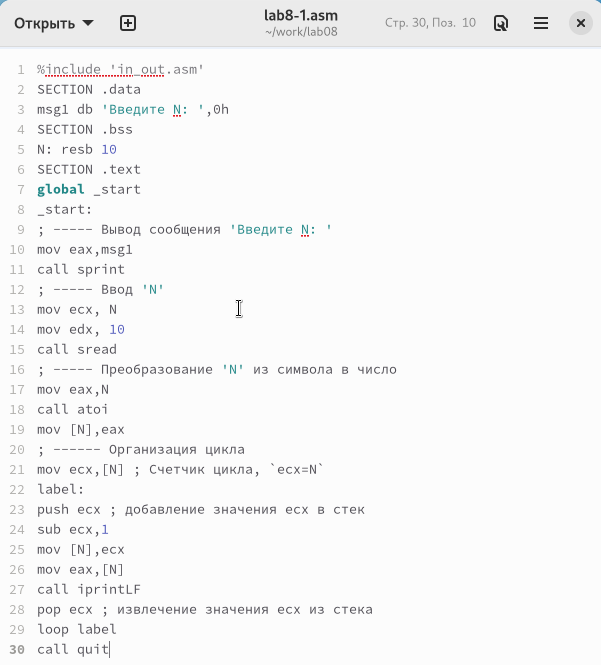 Открыть
lab8-1.asm
~/work/lab08
Стр. 30, Поз. 10
1 %include 'in_out.asm'
2 SECTION .data
3 msg1 db 'Введите N: ',0h
4 SECTION .bss
5 N: resb 10
6 SECTION .text
7 global _start
8 _start:
9 ; ----- Вывод сообщения 'Введите N: '
10 mov eax,msg1
11 call sprint
12 ; ----- Ввод 'N'
13 mov ecx, N
14 mov edx, 10
15 call sread
16 ; ----- Преобразование 'N' из символа в число
17 mov eax,N
18 call atoi
19 mov [N],eax
20 ; ------ Организация цикла
21 mov ecx,[N] ; Счетчик цикла, `ecx=N`
22 label:
23 push ecx ; добавление значения ecx в стек
24 sub ecx,1
25 mov [N],ecx
26 mov eax,[N]
27 call iprintLF
28 pop ecx ; извлечение значения ecx из стека
29 loop label
30 call quit